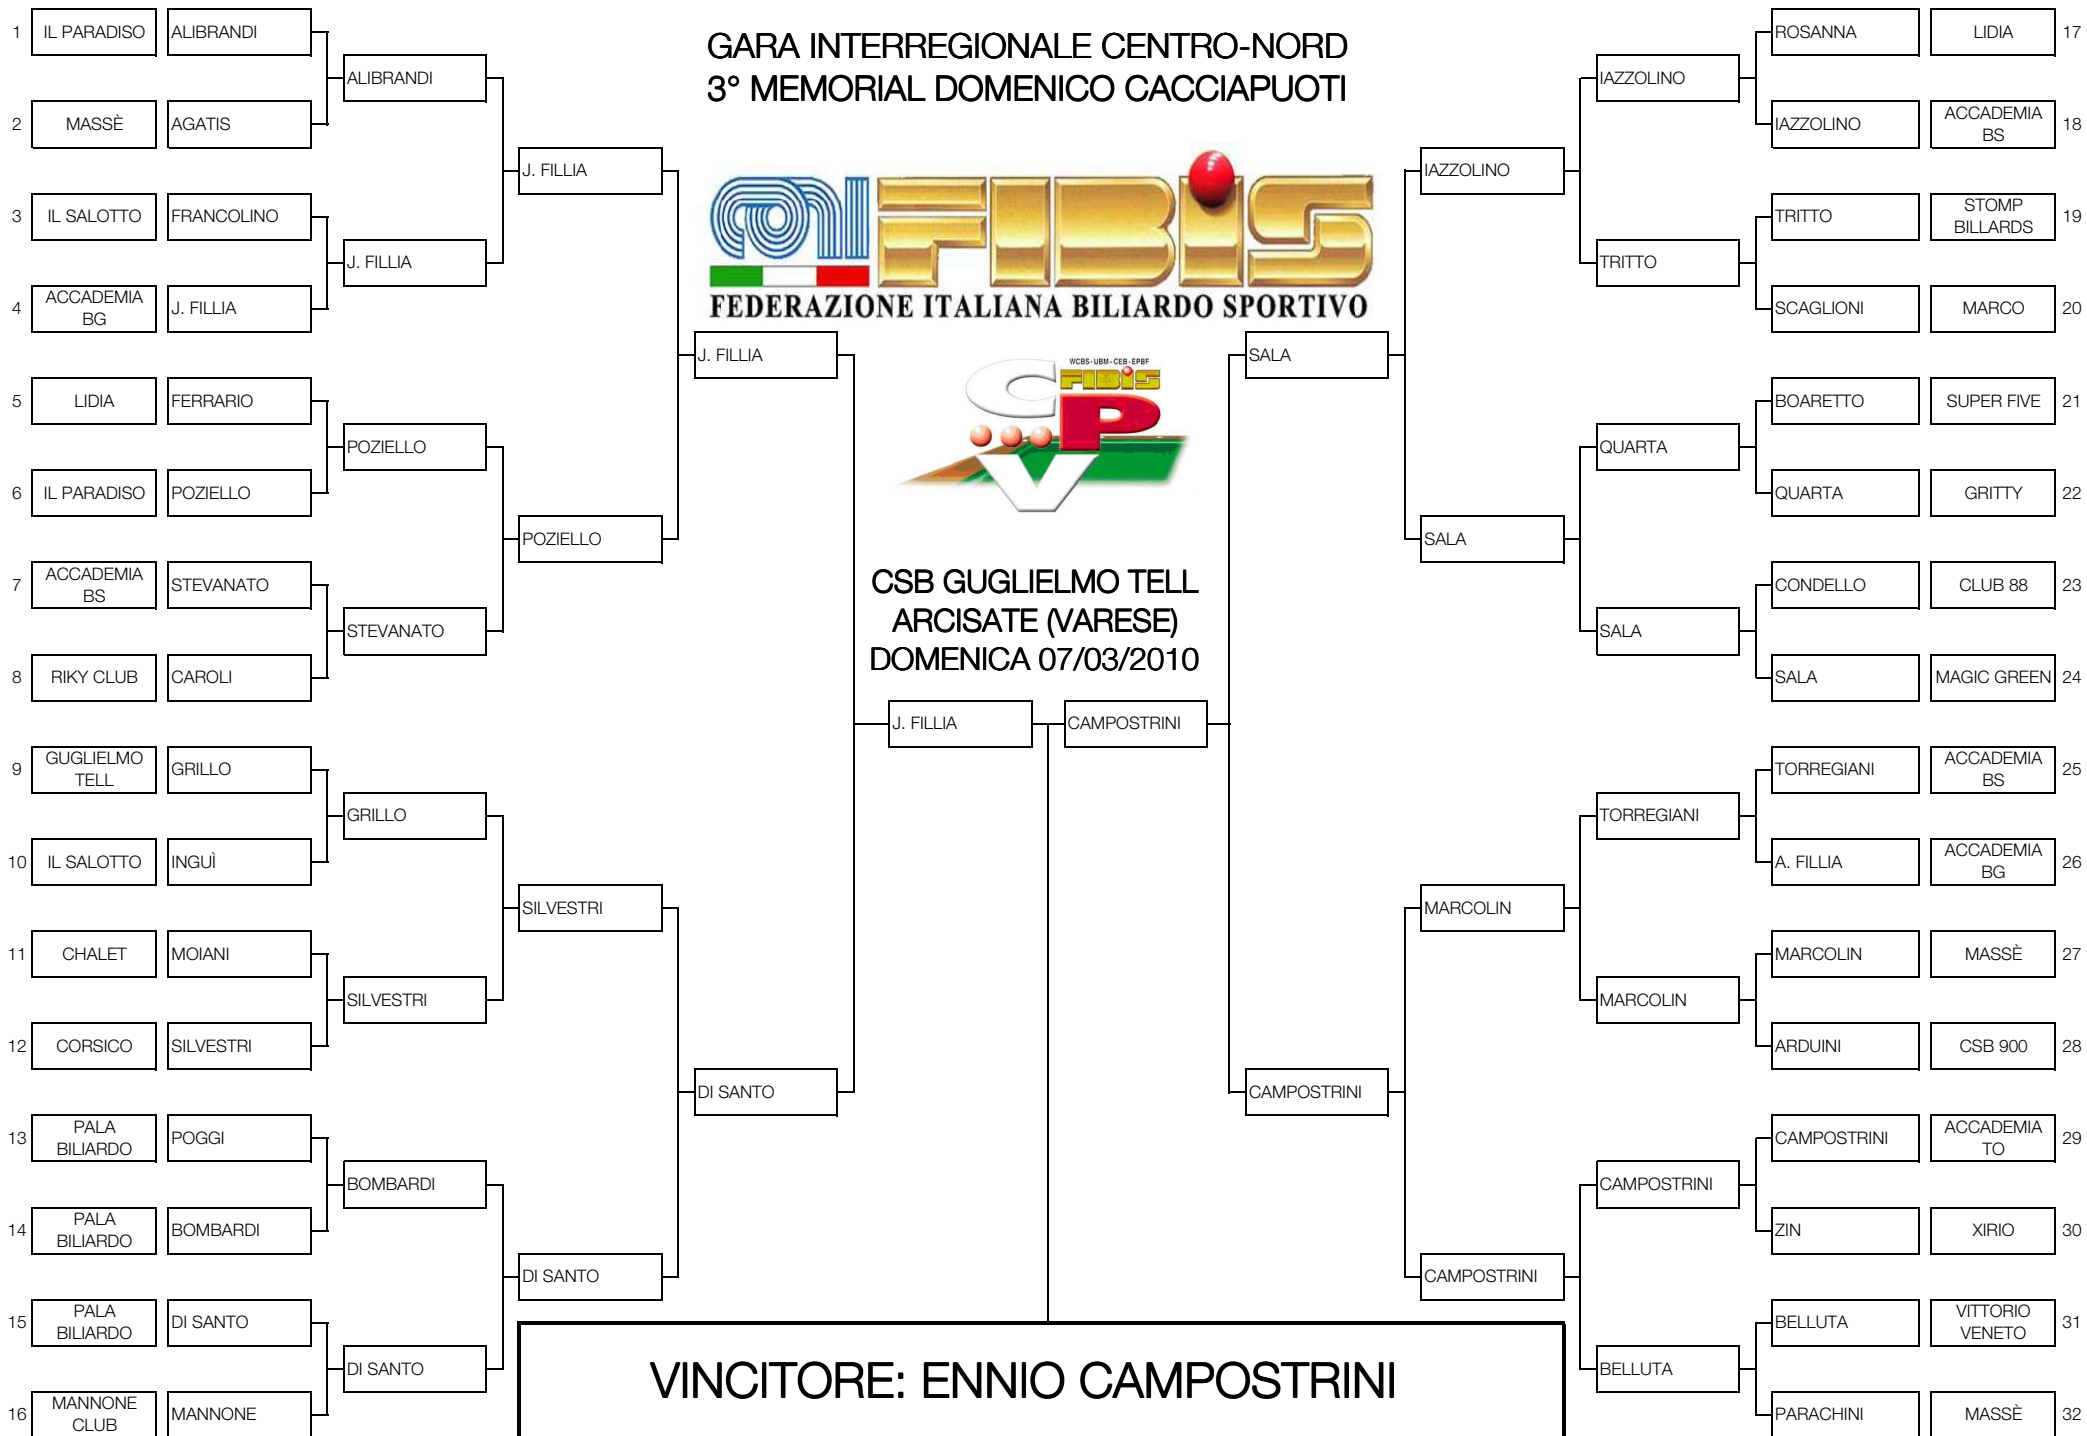 GARA INTERREGIONALE CENTRO-NORD
3° MEMORIAL DOMENICO CACCIAPUOTI
CONI FIBIS
FEDERAZIONE ITALIANA BILIARDO SPORTIVO
WCBS-UBM-CEB-EPBF
FIBIS
C
P
V
CSB GUGLIELMO TELL
ARCISATE (VARESE)
DOMENICA 07/03/2010
1 IL PARADISO ALIBRANDI
2 MASSÈ AGATIS
3 IL SALOTTO FRANCOLINO
4 ACCADEMIA
BG J. FILLIA
5 LIDIA FERRARIO
6 IL PARADISO POZIELLO
7 ACCADEMIA
BS STEVANATO
8 RIKY CLUB CAROLI
9 GUGLIELMO
TELL GRILLO
10 IL SALOTTO INGUÌ
11 CHALET MOIANI
12 CORSICO SILVESTRI
13 PALA
BILIARDO POGGI
14 PALA
BILIARDO BOMBARDI
15 PALA
BILIARDO DI SANTO
16 MANNONE
CLUB MANNONE
ALIBRANDI
J. FILLIA
POZIELLO
STEVANATO
GRILLO
SILVESTRI
BOMBARDI
DI SANTO
J. FILLIA
POZIELLO
SILVESTRI
DI SANTO
J. FILLIA
DI SANTO
J. FILLIA
CAMPOSTRINI
SALA
CAMPOSTRINI
IAZZOLINO
SALA
MARCOLIN
CAMPOSTRINI
IAZZOLINO
TRITTO
QUARTA
SALA
TORREGIANI
MARCOLIN
CAMPOSTRINI
BELLUTA
ROSANNA LIDIA 17
IAZZOLINO ACCADEMIA
BS 18
TRITTO STOMP
BILLARDS 19
SCAGLIONI MARCO 20
BOARETTO SUPER FIVE 21
QUARTA GRITTY 22
CONDELLO CLUB 88 23
SALA MAGIC GREEN 24
TORREGIANI ACCADEMIA
BS 25
A. FILLIA ACCADEMIA
BG 26
MARCOLIN MASSÈ 27
ARDUINI CSB 900 28
CAMPOSTRINI ACCADEMIA
TO 29
ZIN XIRIO 30
BELLUTA VITTORIO
VENETO 31
PARACHINI MASSÈ 32
VINCITORE: ENNIO CAMPOSTRINI